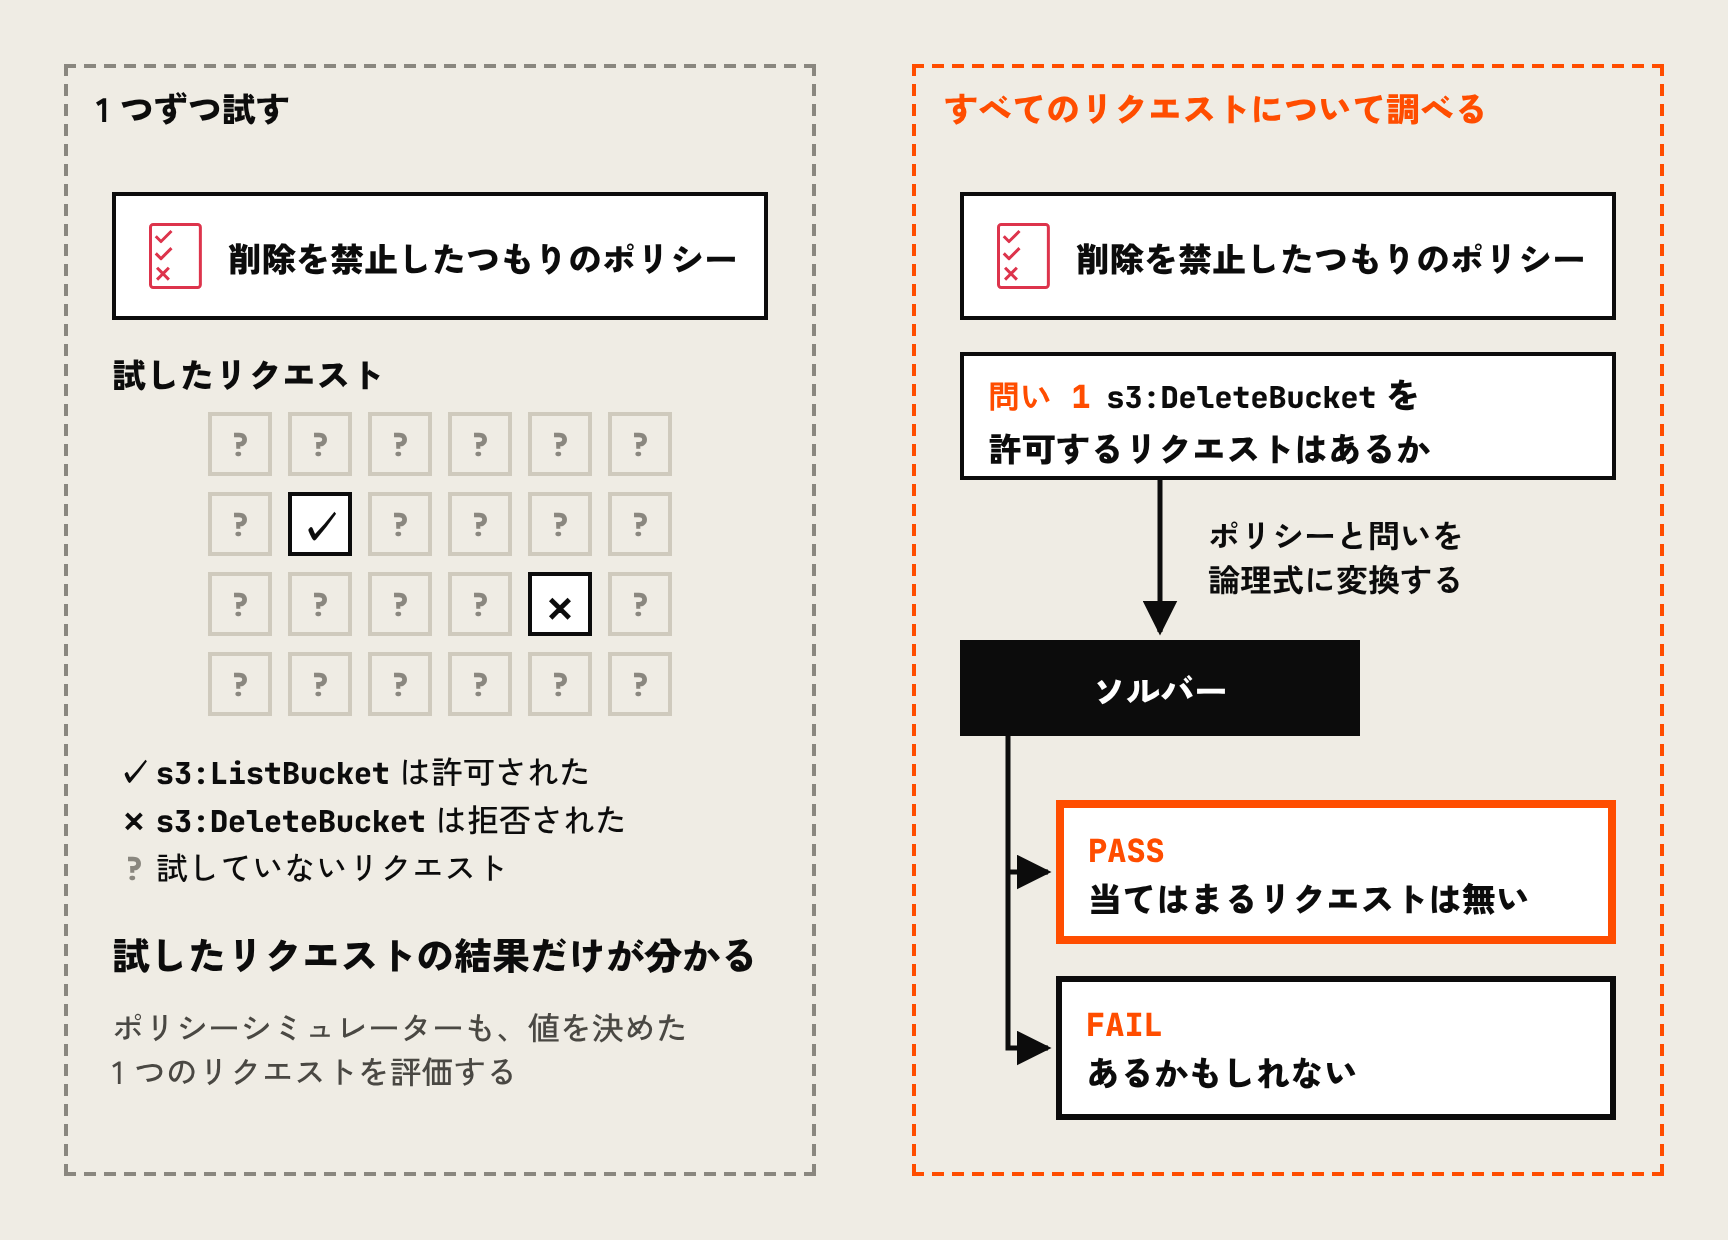 1 つずつ試す
削除を禁止したつもりのポリシー
試したリクエスト
? ? ? ? ? ?
? ✓ ? ? ? ?
? ? ? ? × ?
? ? ? ? ? ?
✓ s3:ListBucket は許可された
× s3:DeleteBucket は拒否された
? 試していないリクエスト
試したリクエストの結果だけが分かる
ポリシーシミュレーターも、値を決めた
1 つのリクエストを評価する
すべてのリクエストについて調べる
削除を禁止したつもりのポリシー
問い 1 s3:DeleteBucket を
許可するリクエストはあるか
ポリシーと問いを
論理式に変換する
ソルバー
PASS
当てはまるリクエストは無い
FAIL
あるかもしれない